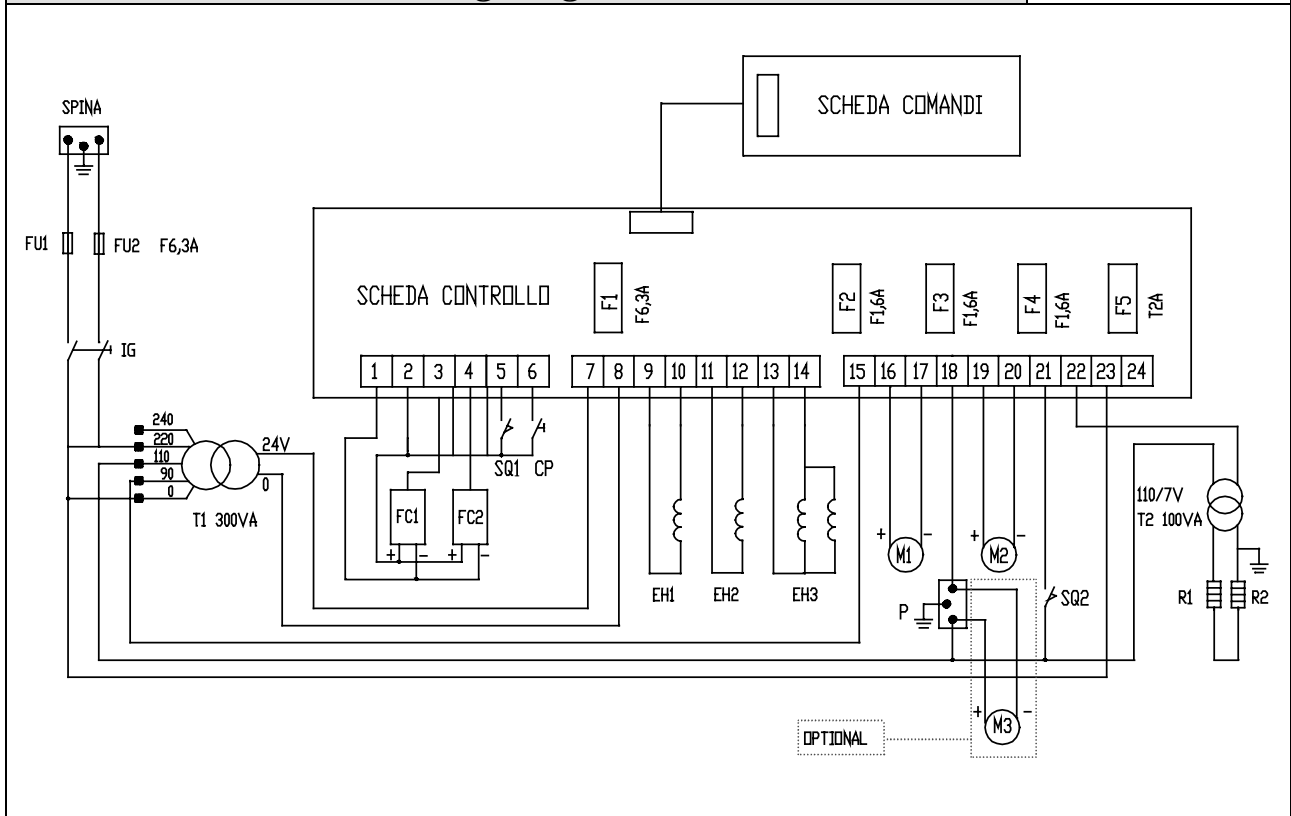 SCHEDA COMANDI
SPINA
FU1 FU2 F6,3A
SCHEDA CONTROLLO
F1 F6,3A
F2 F1,6A
F3 F1,6A
F4 F1,6A
F5 T2A
IG
1 2 3 4 5 6
7 8 9 10 11 12 13 14
15 16 17 18 19 20 21 22 23 24
240
220
110
90
0
24V
0
T1 300VA
SQ1 CP
FC1 FC2
+ - + -
EH1 EH2 EH3
+ M1 -
+ M2 -
110/7V
T2 100VA
P
SQ2
R1 R2
+ M3 -
OPTIONAL